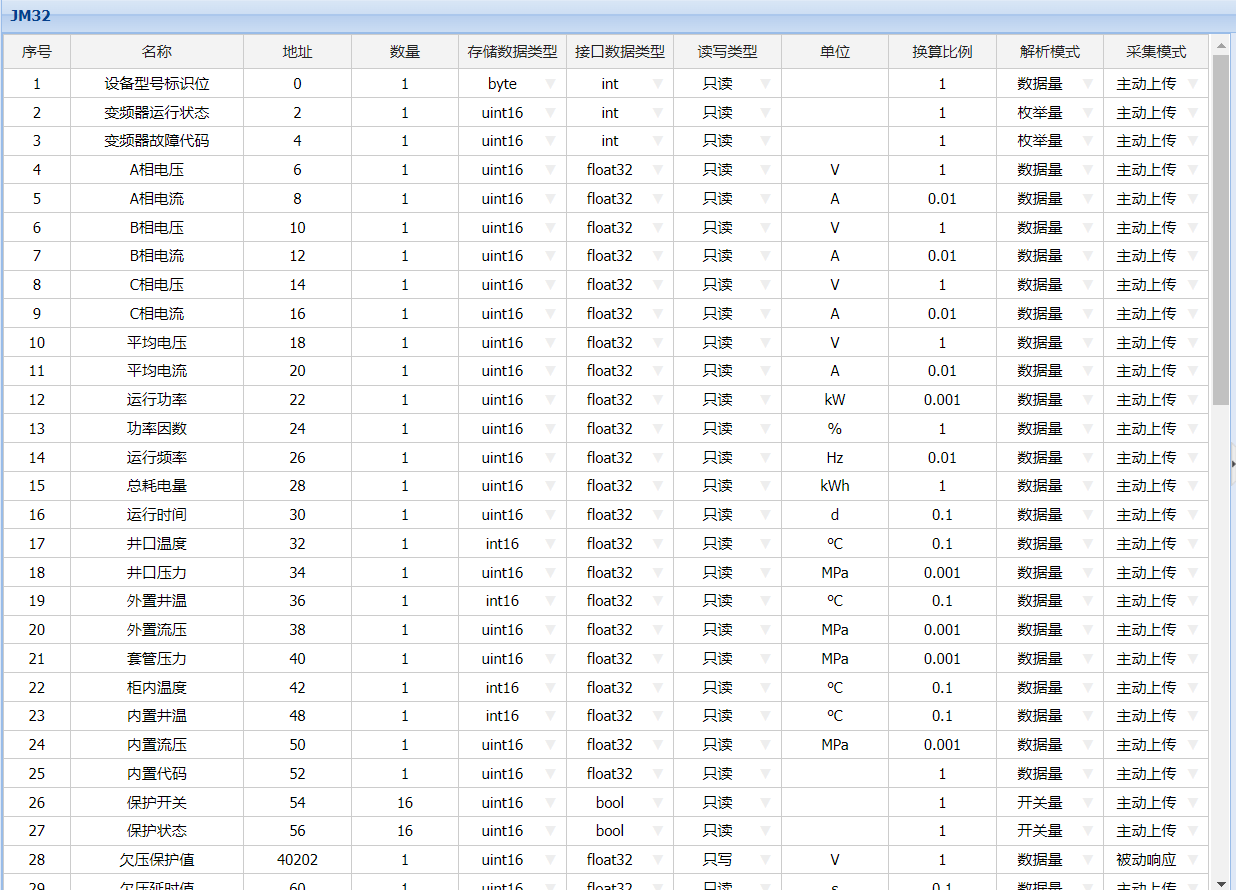 JM32
序号 名称 地址 数量 存储数据类型 接口数据类型 读写类型 单位 换算比例 解析模式 采集模式
1 设备型号标识位 0 1 byte int 只读 1 数据量 主动上传
2 变频器运行状态 2 1 uint16 int 只读 1 枚举量 主动上传
3 变频器故障代码 4 1 uint16 int 只读 1 枚举量 主动上传
4 A相电压 6 1 uint16 float32 只读 V 1 数据量 主动上传
5 A相电流 8 1 uint16 float32 只读 A 0.01 数据量 主动上传
6 B相电压 10 1 uint16 float32 只读 V 1 数据量 主动上传
7 B相电流 12 1 uint16 float32 只读 A 0.01 数据量 主动上传
8 C相电压 14 1 uint16 float32 只读 V 1 数据量 主动上传
9 C相电流 16 1 uint16 float32 只读 A 0.01 数据量 主动上传
10 平均电压 18 1 uint16 float32 只读 V 1 数据量 主动上传
11 平均电流 20 1 uint16 float32 只读 A 0.01 数据量 主动上传
12 运行功率 22 1 uint16 float32 只读 kW 0.001 数据量 主动上传
13 功率因数 24 1 uint16 float32 只读 % 1 数据量 主动上传
14 运行频率 26 1 uint16 float32 只读 Hz 0.01 数据量 主动上传
15 总耗电量 28 1 uint16 float32 只读 kWh 1 数据量 主动上传
16 运行时间 30 1 uint16 float32 只读 d 0.1 数据量 主动上传
17 井口温度 32 1 int16 float32 只读 ºC 0.1 数据量 主动上传
18 井口压力 34 1 uint16 float32 只读 MPa 0.001 数据量 主动上传
19 外置井温 36 1 int16 float32 只读 ºC 0.1 数据量 主动上传
20 外置流压 38 1 uint16 float32 只读 MPa 0.001 数据量 主动上传
21 套管压力 40 1 uint16 float32 只读 MPa 0.001 数据量 主动上传
22 柜内温度 42 1 int16 float32 只读 ºC 0.1 数据量 主动上传
23 内置井温 48 1 int16 float32 只读 ºC 0.1 数据量 主动上传
24 内置流压 50 1 uint16 float32 只读 MPa 0.001 数据量 主动上传
25 内置代码 52 1 uint16 float32 只读 1 数据量 主动上传
26 保护开关 54 16 uint16 bool 只读 1 开关量 主动上传
27 保护状态 56 16 uint16 bool 只读 1 开关量 主动上传
28 欠压保护值 40202 1 uint16 float32 只写 V 1 数据量 被动响应
29 欠压延时值 60 1 uint16 float32 只读 s 0.1 数据量 主动上传